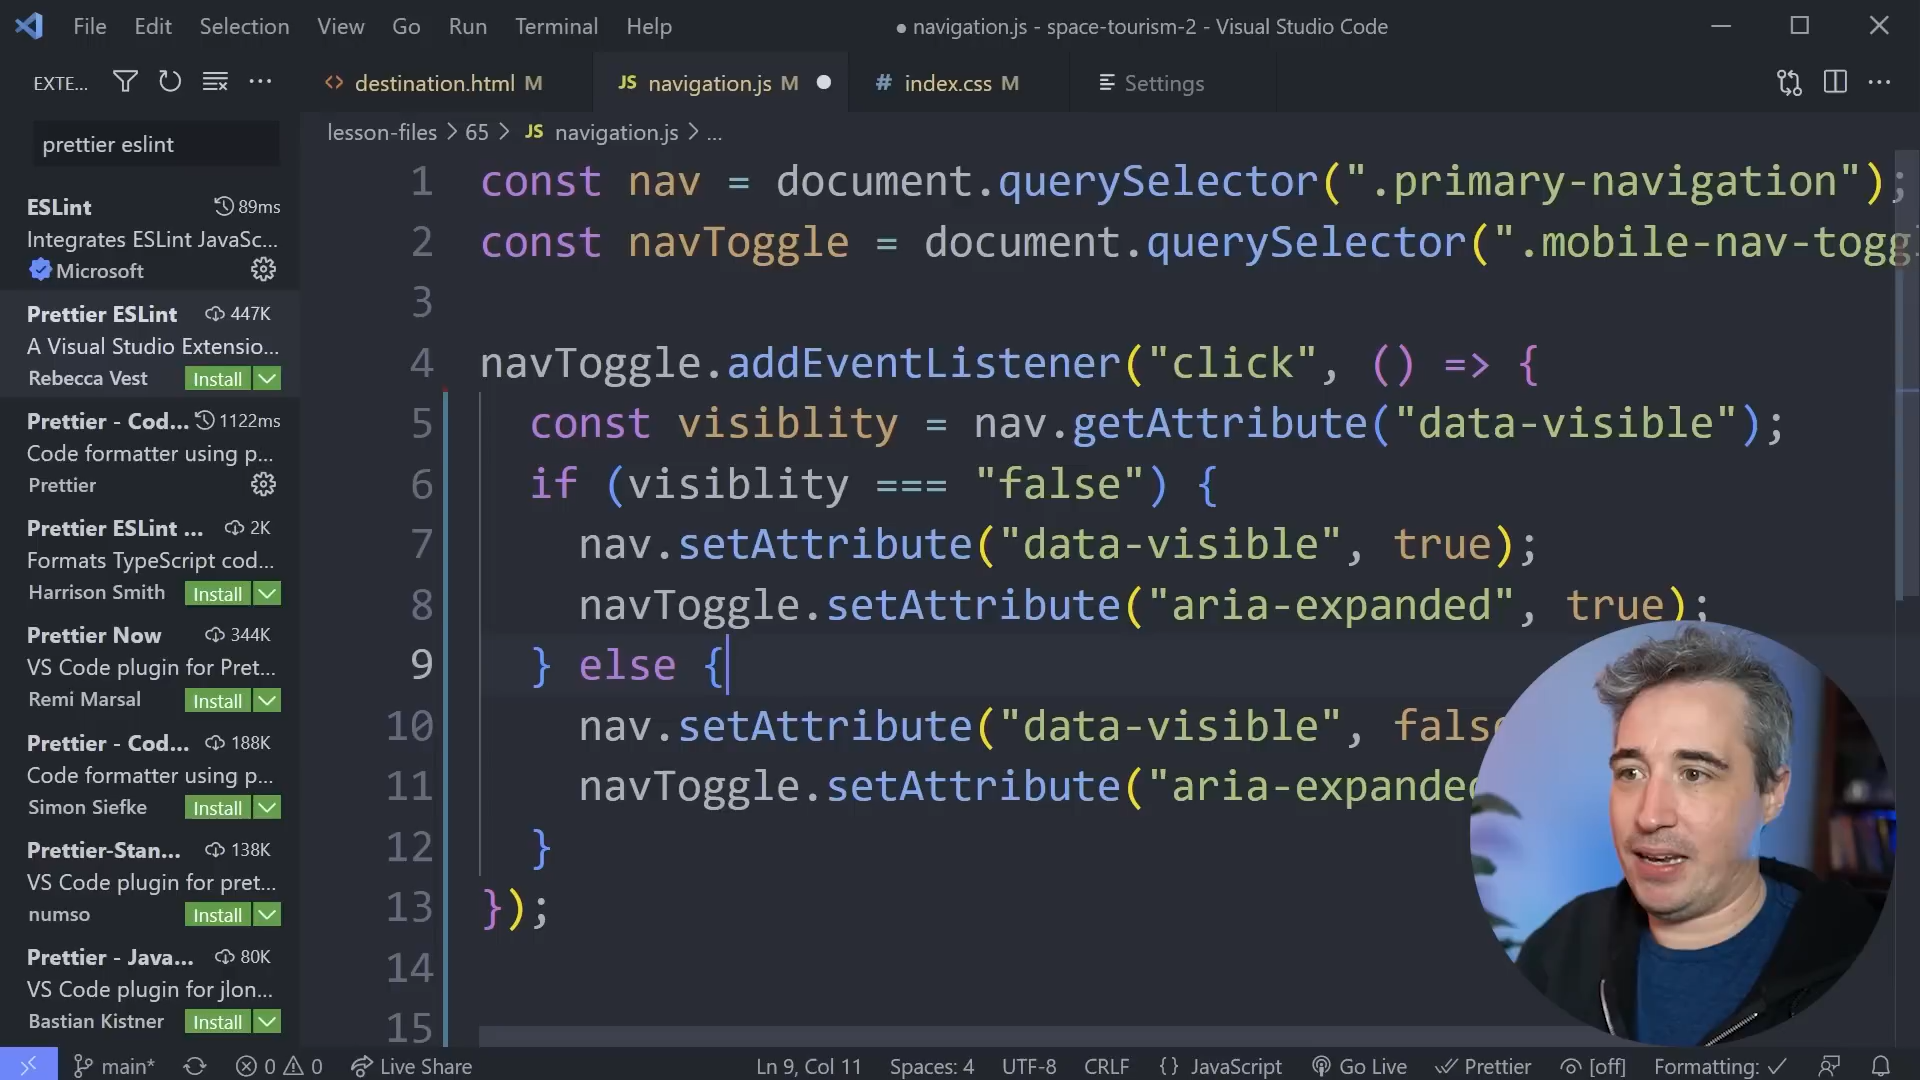 File Edit Selection View Go Run Terminal Help
● navigation.js - space-tourism-2 - Visual Studio Code
EXTE...
destination.html M
JS navigation.js M
# index.css M
Settings
prettier eslint
lesson-files > 65 > JS navigation.js > ...
ESLint 89ms
Integrates ESLint JavaSc...
Microsoft
Prettier ESLint 447K
A Visual Studio Extensio...
Rebecca Vest Install
Prettier - Cod... 1122ms
Code formatter using p...
Prettier
Prettier ESLint ... 2K
Formats TypeScript cod...
Harrison Smith Install
Prettier Now 344K
VS Code plugin for Pret...
Remi Marsal Install
Prettier - Cod... 188K
Code formatter using p...
Simon Siefke Install
Prettier-Stan... 138K
VS Code plugin for pret...
numso Install
Prettier - Java... 80K
VS Code plugin for jlon...
Bastian Kistner Install
1 const nav = document.querySelector(".primary-navigation");
2 const navToggle = document.querySelector(".mobile-nav-togg
3
4 navToggle.addEventListener("click", () => {
5 const visiblity = nav.getAttribute("data-visible");
6 if (visiblity === "false") {
7 nav.setAttribute("data-visible", true);
8 navToggle.setAttribute("aria-expanded", true);
9 } else {
10 nav.setAttribute("data-visible", fals
11 navToggle.setAttribute("aria-expanded
12 }
13 });
14
15
main* 0 0 Live Share
Ln 9, Col 11 Spaces: 4 UTF-8 CRLF { } JavaScript Go Live Prettier [off] Formatting: ✓